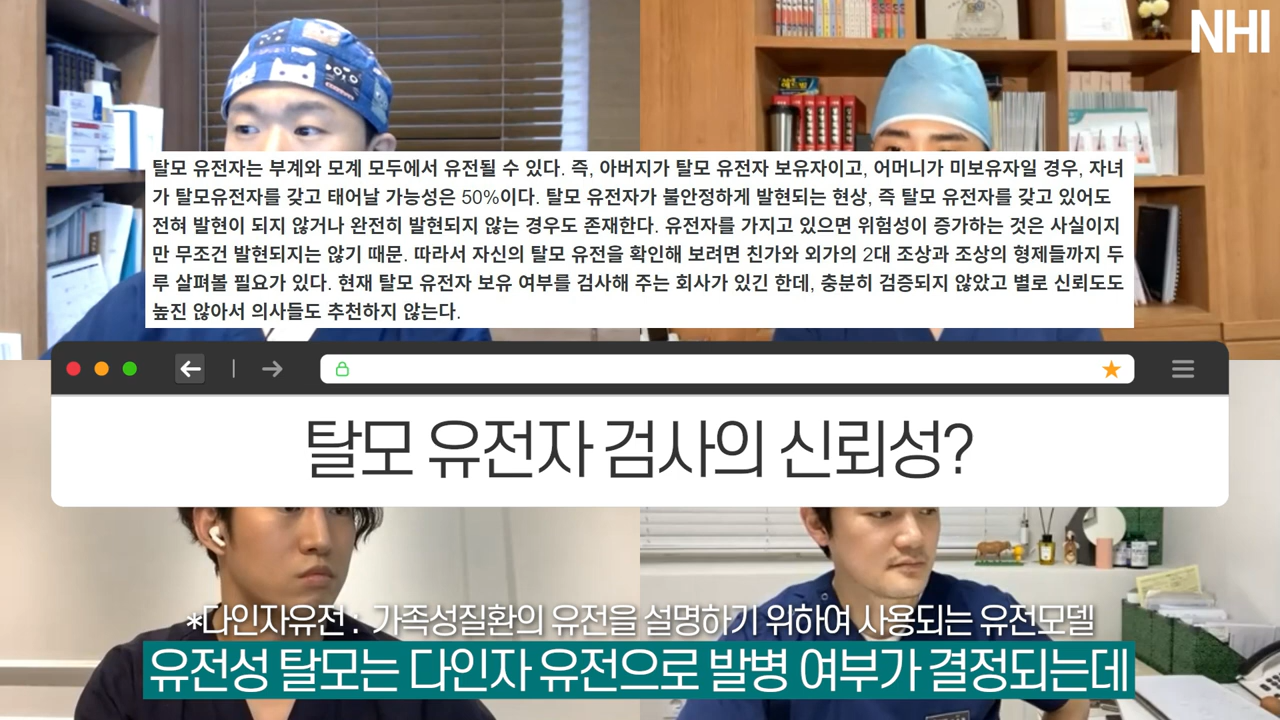 NHI
탈모 유전자는 부계와 모계 모두에서 유전될 수 있다. 즉, 아버지가 탈모 유전자 보유자이고, 어머니가 미보유자일 경우, 자녀
가 탈모유전자를 갖고 태어날 가능성은 50%이다. 탈모 유전자가 불안정하게 발현되는 현상, 즉 탈모 유전자를 갖고 있어도
전혀 발현이 되지 않거나 완전히 발현되지 않는 경우도 존재한다. 유전자를 가지고 있으면 위험성이 증가하는 것은 사실이지
만 무조건 발현되지는 않기 때문. 따라서 자신의 탈모 유전을 확인해 보려면 친가와 외가의 2대 조상과 조상의 형제들까지 두
루 살펴볼 필요가 있다. 현재 탈모 유전자 보유 여부를 검사해 주는 회사가 있긴 한데, 충분히 검증되지 않았고 별로 신뢰도도
높진 않아서 의사들도 추천하지 않는다.
탈모 유전자 검사의 신뢰성?
*다인자유전 : 가족성질환의 유전을 설명하기 위하여 사용되는 유전모델
유전성 탈모는 다인자 유전으로 발병 여부가 결정되는데